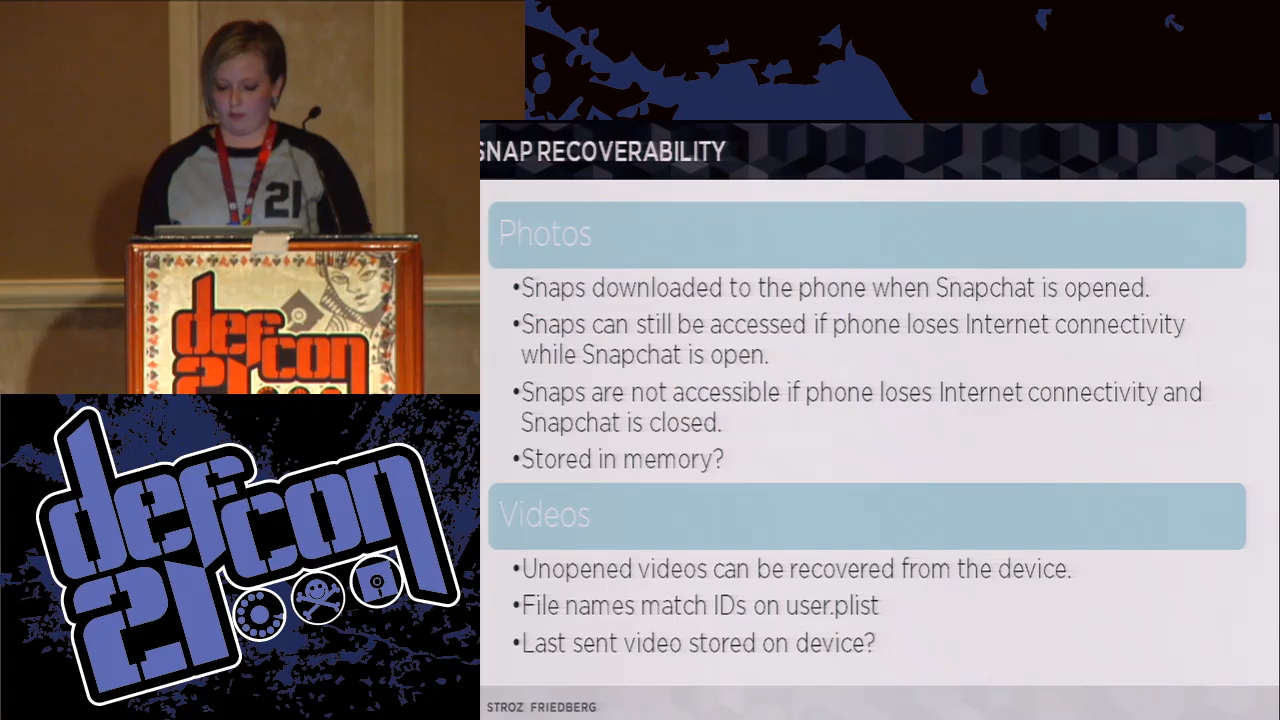 21
def
con
21
SNAP RECOVERABILITY
Photos
•Snaps downloaded to the phone when Snapchat is opened.
•Snaps can still be accessed if phone loses Internet connectivity
while Snapchat is open.
•Snaps are not accessible if phone loses Internet connectivity and
Snapchat is closed.
•Stored in memory?
Videos
•Unopened videos can be recovered from the device.
•File names match IDs on user.plist
•Last sent video stored on device?
STROZ FRIEDBERG
def
con
21